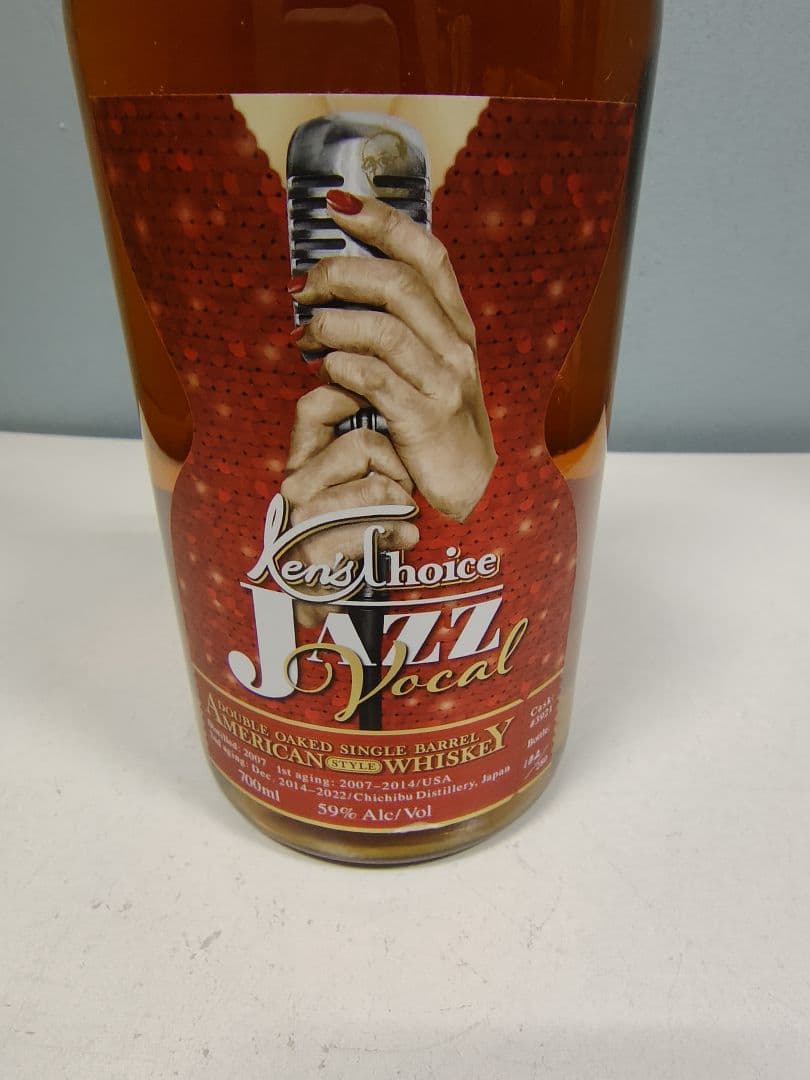 Ken's Choice
JAZZ
Vocal
DOUBLE OAKED SINGLE BARREL
AMERICAN STYLE WHISKEY
Distilled: 2007 1st aging: 2007–2014/USA
2nd aging: Dec. 2014–2022/Chichibu Distillery, Japan
700ml
59% Alc/Vol
Cask
Bottle